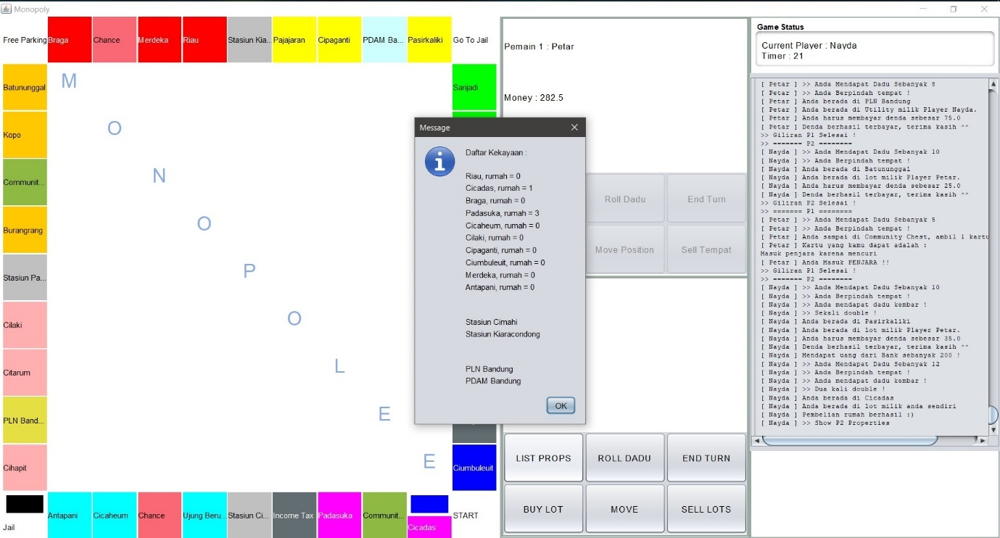 Monopoly
Free Parking
Braga
Chance
Merdeka
Riau
Stasiun Kia...
Pajajaran
Cipaganti
PDAM Ba...
Pasirkaliki
Go To Jail
Batununggal
Kopo
Communit...
Burangrang
Stasiun Pa...
Cilaki
Citarum
PLN Band...
Cihapit
Jail
Antapani
Cicaheum
Chance
Ujung Beru...
Stasiun Ci...
Income Tax
Padasuka
Communit...
Cicadas
START
Sarijadi
Ciumbuleuit
M
O
N
O
P
O
L
E
E
Pemain 1 : Petar
Money : 282.5
Roll Dadu
End Turn
Move Position
Sell Tempat
Message
Daftar Kekayaan :
Riau, rumah = 0
Cicadas, rumah = 1
Braga, rumah = 0
Padasuka, rumah = 3
Cicaheum, rumah = 0
Cilaki, rumah = 0
Cipaganti, rumah = 0
Ciumbuleuit, rumah = 0
Merdeka, rumah = 0
Antapani, rumah = 0
Stasiun Cimahi
Stasiun Kiaracondong
PLN Bandung
PDAM Bandung
OK
LIST PROPS
ROLL DADU
END TURN
BUY LOT
MOVE
SELL LOTS
Game Status
Current Player : Nayda
Timer : 21
[ Petar ] >> Anda Mendapat Dadu Sebanyak 8
[ Petar ] >> Anda Berpindah tempat !
[ Petar ] Anda berada di PLN Bandung
[ Petar ] Anda berada di Utility milik Player Nayda.
[ Petar ] Anda harus membayar denda sebesar 75.0
[ Petar ] Denda berhasil terbayar, terima kasih ^^
>> Giliran P1 Selesai !
>> ======= P2 ========
[ Nayda ] >> Anda Mendapat Dadu Sebanyak 10
[ Nayda ] >> Anda Berpindah tempat !
[ Nayda ] Anda berada di Batununggal
[ Nayda ] Anda berada di lot milik Player Petar.
[ Nayda ] Anda harus membayar denda sebesar 25.0
[ Nayda ] Denda berhasil terbayar, terima kasih ^^
>> Giliran P2 Selesai !
>> ======= P1 ========
[ Petar ] >> Anda Mendapat Dadu Sebanyak 5
[ Petar ] >> Anda Berpindah tempat !
[ Petar ] Anda sampai di Community Chest, ambil 1 kartu
[ Petar ] Kartu yang kamu dapat adalah :
Masuk penjara karena mencuri
[ Petar ] Anda Masuk PENJARA !!
>> Giliran P1 Selesai !
>> ======= P2 ========
[ Nayda ] >> Anda Mendapat Dadu Sebanyak 10
[ Nayda ] >> Anda Berpindah tempat !
[ Nayda ] >> Anda mendapat dadu kembar !
[ Nayda ] >> Sekali double !
[ Nayda ] Anda berada di Pasirkaliki
[ Nayda ] Anda berada di lot milik Player Petar.
[ Nayda ] Anda harus membayar denda sebesar 35.0
[ Nayda ] Denda berhasil terbayar, terima kasih ^^
[ Nayda ] Mendapat uang dari Bank sebanyak 200 !
[ Nayda ] >> Anda Mendapat Dadu Sebanyak 12
[ Nayda ] >> Anda Berpindah tempat !
[ Nayda ] >> Anda mendapat dadu kembar !
[ Nayda ] >> Dua kali double !
[ Nayda ] Anda berada di Cicadas
[ Nayda ] Anda berada di lot milik anda sendiri
[ Nayda ] Pembelian rumah berhasil :)
[ Nayda ] >> Show P2 Properties